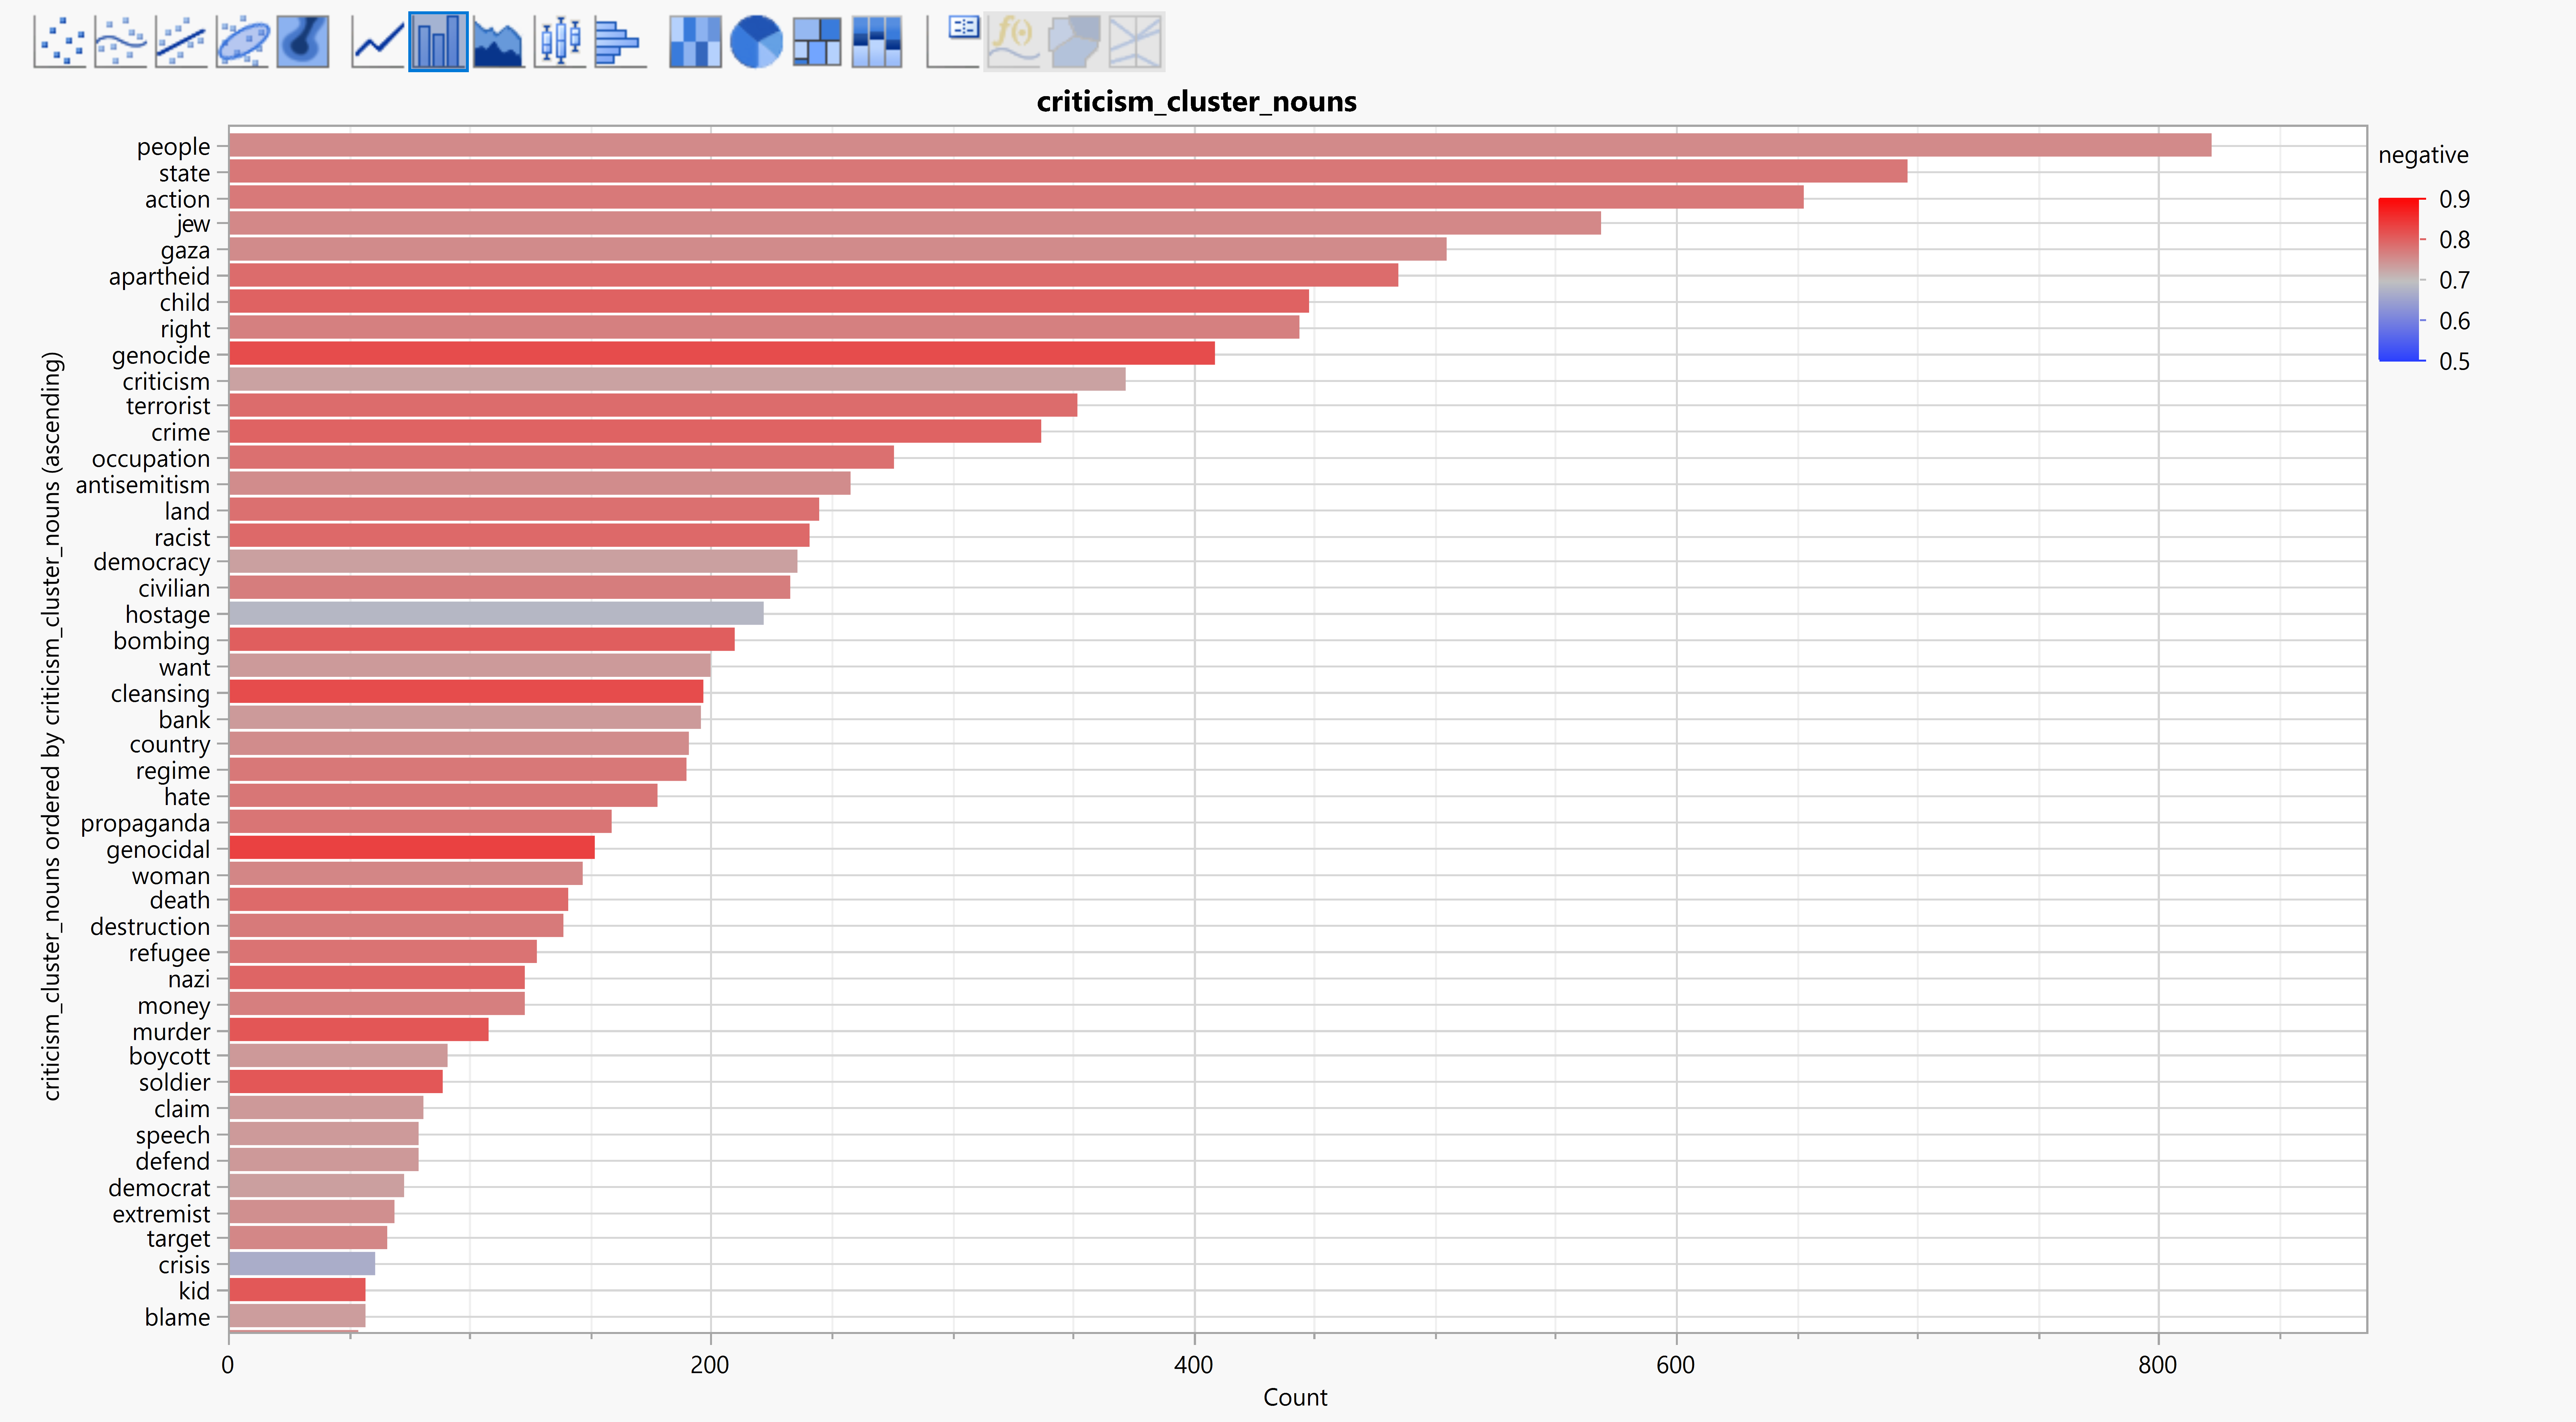 f(·)
criticism_cluster_nouns
people
state
action
jew
gaza
apartheid
child
right
genocide
criticism
terrorist
crime
occupation
antisemitism
land
racist
democracy
civilian
hostage
bombing
want
cleansing
bank
country
regime
hate
propaganda
genocidal
woman
death
destruction
refugee
nazi
money
murder
boycott
soldier
claim
speech
defend
democrat
extremist
target
crisis
kid
blame
criticism_cluster_nouns ordered by criticism_cluster_nouns (ascending)
0 200 400 600 800
Count
negative
0.9
0.8
0.7
0.6
0.5